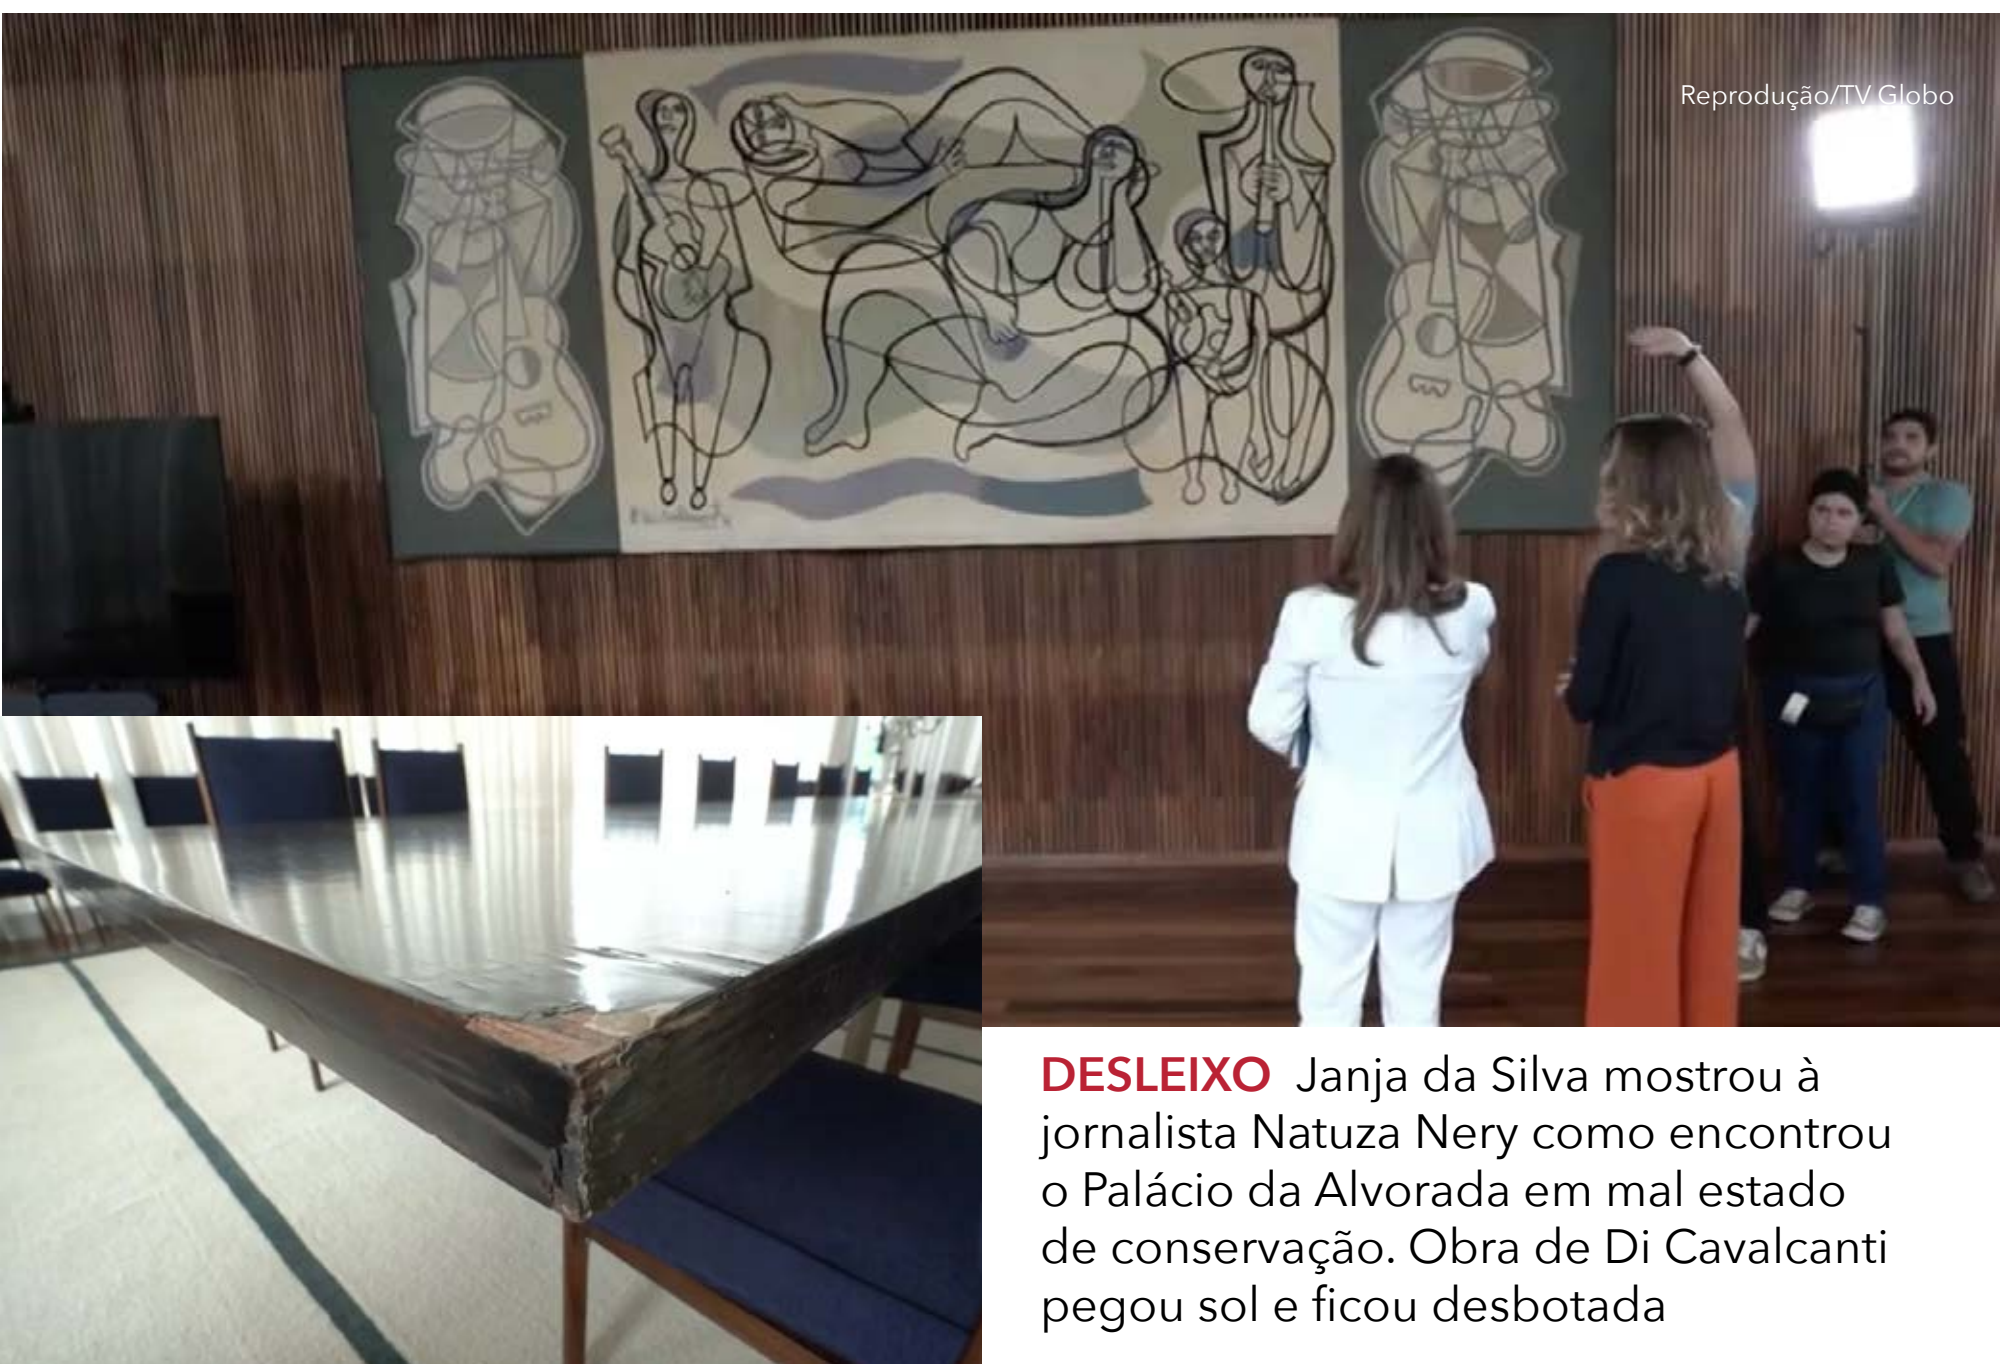 Reprodução/TV Globo
DESLEIXO Janja da Silva mostrou à
jornalista Natuza Nery como encontrou
o Palácio da Alvorada em mal estado
de conservação. Obra de Di Cavalcanti
pegou sol e ficou desbotada